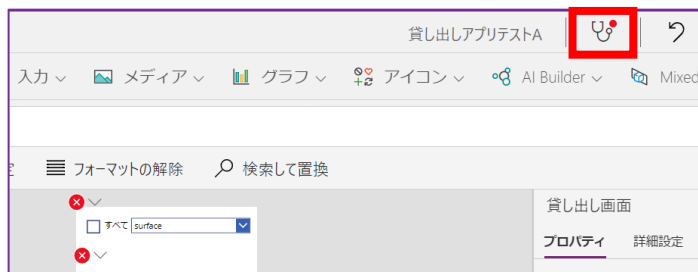 貸し出しアプリテストA
入力 メディア グラフ アイコン AI Builder Mixed
フォーマットの解除 検索して置換
すべて surface
貸し出し画面
プロパティ 詳細設定